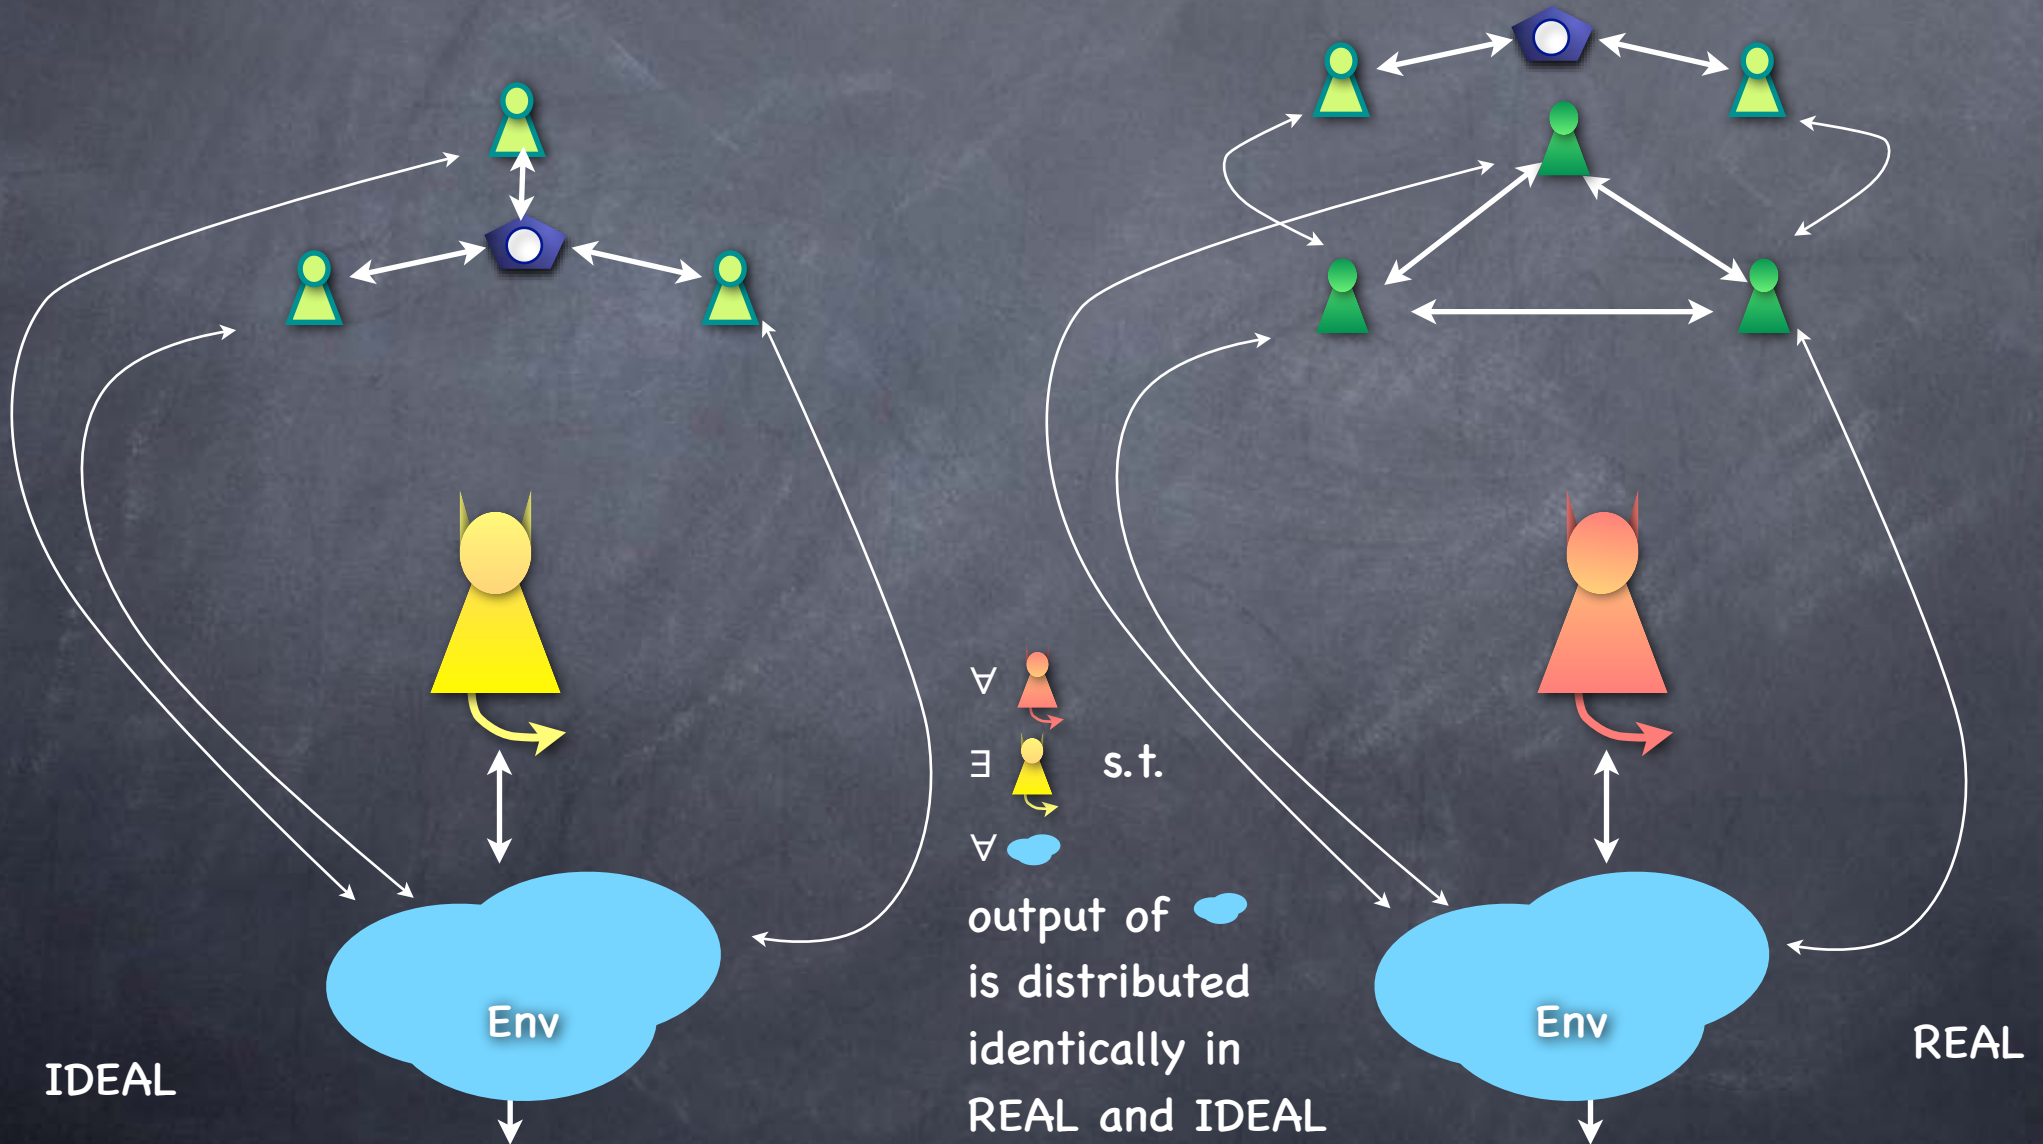 ∀
∃ s.t.
∀
output of
is distributed
identically in
REAL and IDEAL
Env
IDEAL
Env
REAL